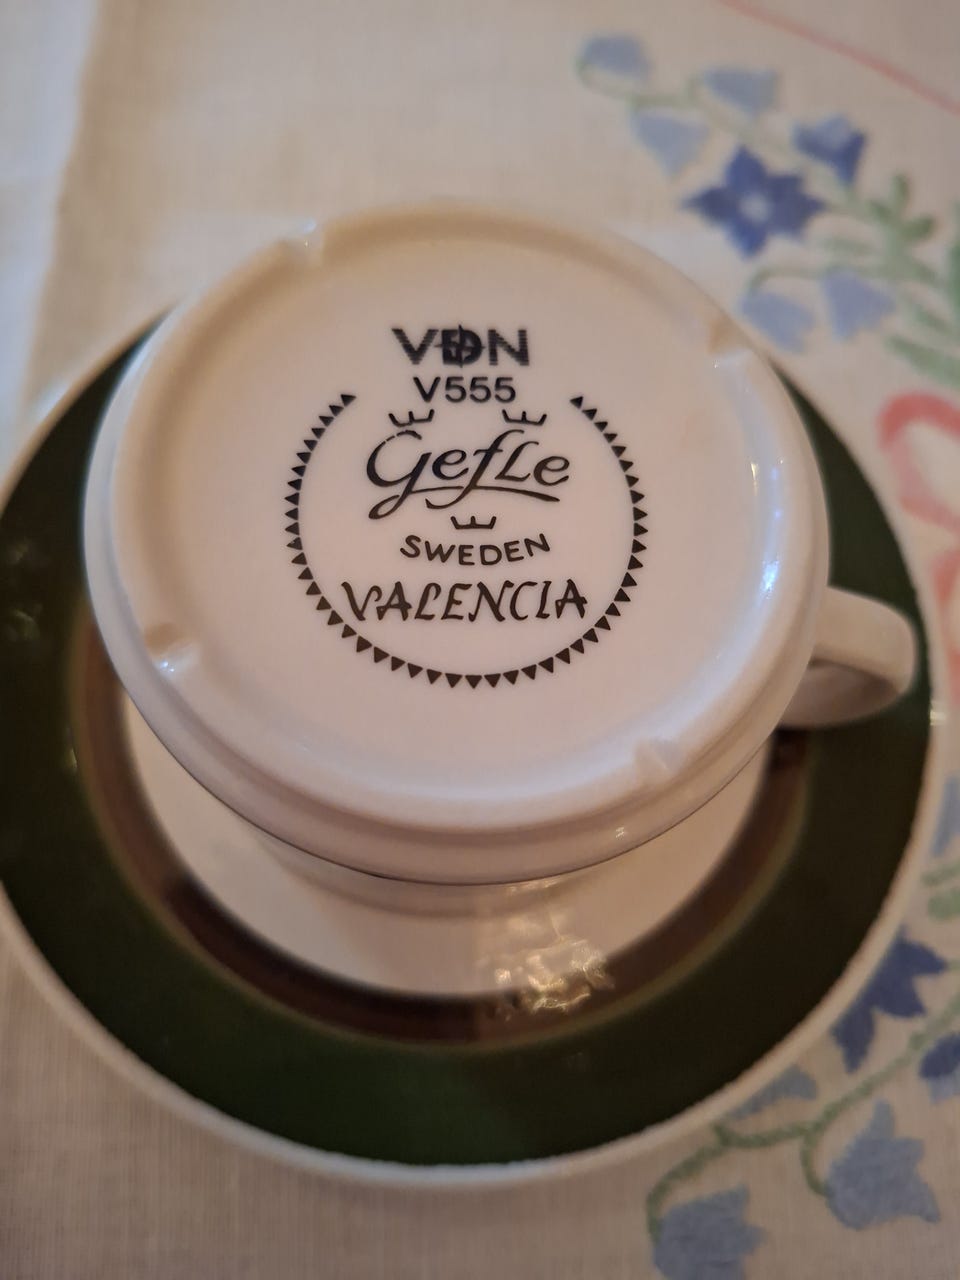 VDN
V555
Gefle
SWEDEN
VALENCIA